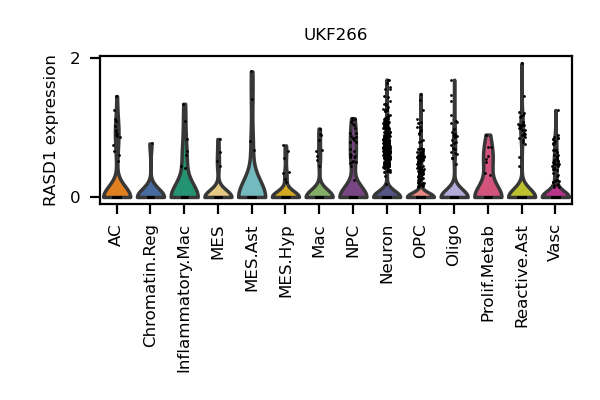 UKF266
RASD1 expression
2
0
AC
Chromatin.Reg
Inflammatory.Mac
MES
MES.Ast
MES.Hyp
Mac
NPC
Neuron
OPC
Oligo
Prolif.Metab
Reactive.Ast
Vasc